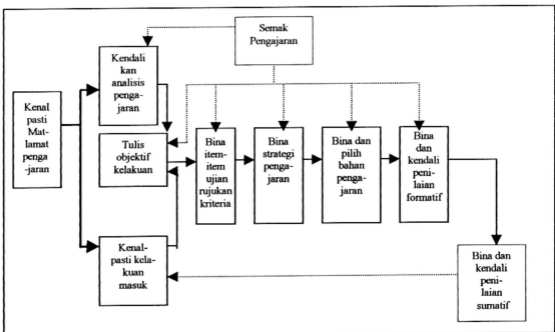 Semak
Pengajaran
Kendali
kan
analisis
penga-
jaran
Kenal
pasti
Mat-
lamat
penga
-jaran
Tulis
objektif
kelakuan
Bina
item-
item
ujian
rujukan
kriteria
Bina
strategi
penga-
jaran
Bina dan
pilih
bahan
penga-
jaran
Bina
dan
kendali
peni-
laian
formatif
Kenal-
pasti kela-
kuan
masuk
Bina dan
kendali
peni-
laian
sumatif